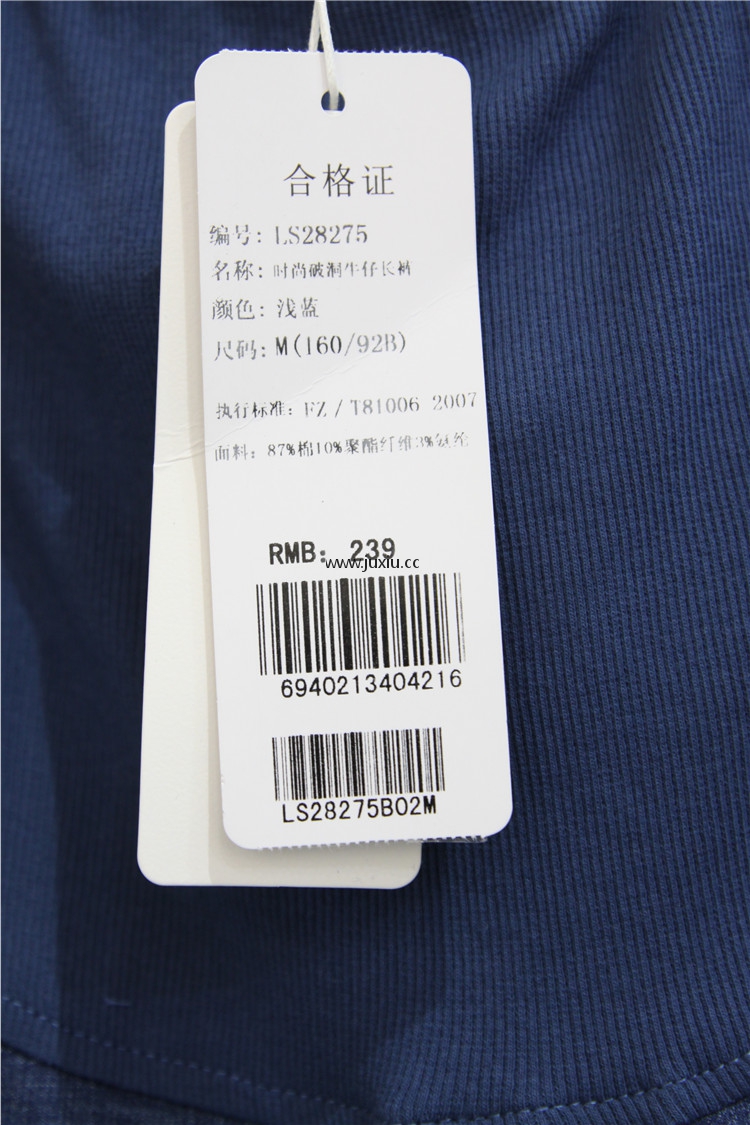 合格证
编号: LS28275
名称: 时尚破洞牛仔长裤
颜色: 浅蓝
尺码: M(160/92B)
执行标准: FZ/T81006 2007
面料: 87%棉10%聚酯纤维3%氨纶
RMB: 239
www.juxiu.cc
6940213404216
LS28275B02M